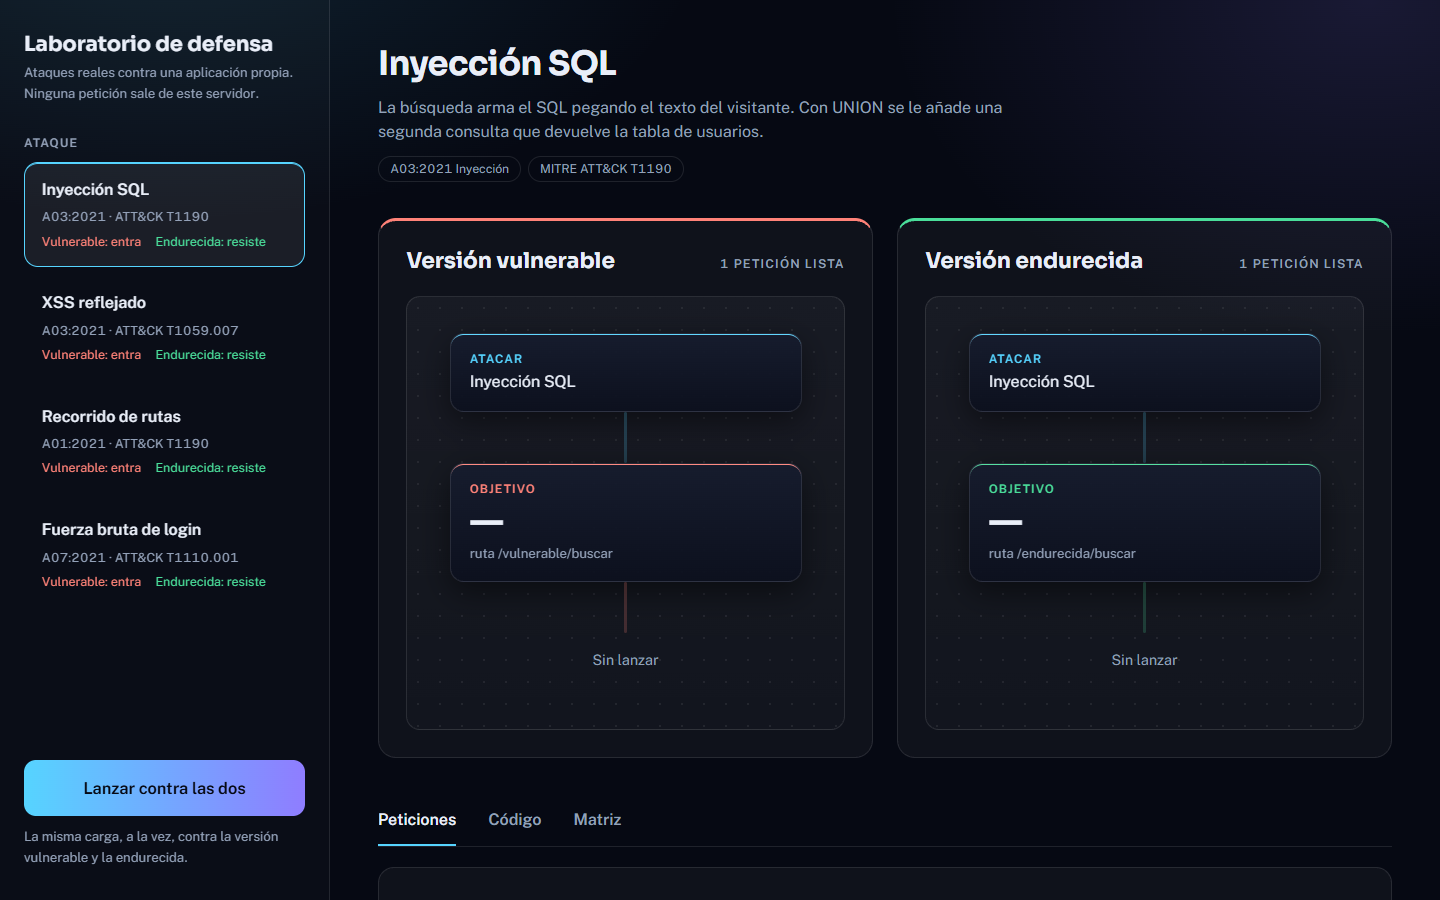 Laboratorio de defensa
Ataques reales contra una aplicación propia.
Ninguna petición sale de este servidor.
ATAQUE
Inyección SQL
A03:2021 · ATT&CK T1190
Vulnerable: entra Endurecida: resiste
XSS reflejado
A03:2021 · ATT&CK T1059.007
Vulnerable: entra Endurecida: resiste
Recorrido de rutas
A01:2021 · ATT&CK T1190
Vulnerable: entra Endurecida: resiste
Fuerza bruta de login
A07:2021 · ATT&CK T1110.001
Vulnerable: entra Endurecida: resiste
Lanzar contra las dos
La misma carga, a la vez, contra la versión
vulnerable y la endurecida.
Inyección SQL
La búsqueda arma el SQL pegando el texto del visitante. Con UNION se le añade una
segunda consulta que devuelve la tabla de usuarios.
A03:2021 Inyección MITRE ATT&CK T1190
Versión vulnerable 1 PETICIÓN LISTA
ATACAR
Inyección SQL
OBJETIVO
—
ruta /vulnerable/buscar
Sin lanzar
Versión endurecida 1 PETICIÓN LISTA
ATACAR
Inyección SQL
OBJETIVO
—
ruta /endurecida/buscar
Sin lanzar
Peticiones Código Matriz